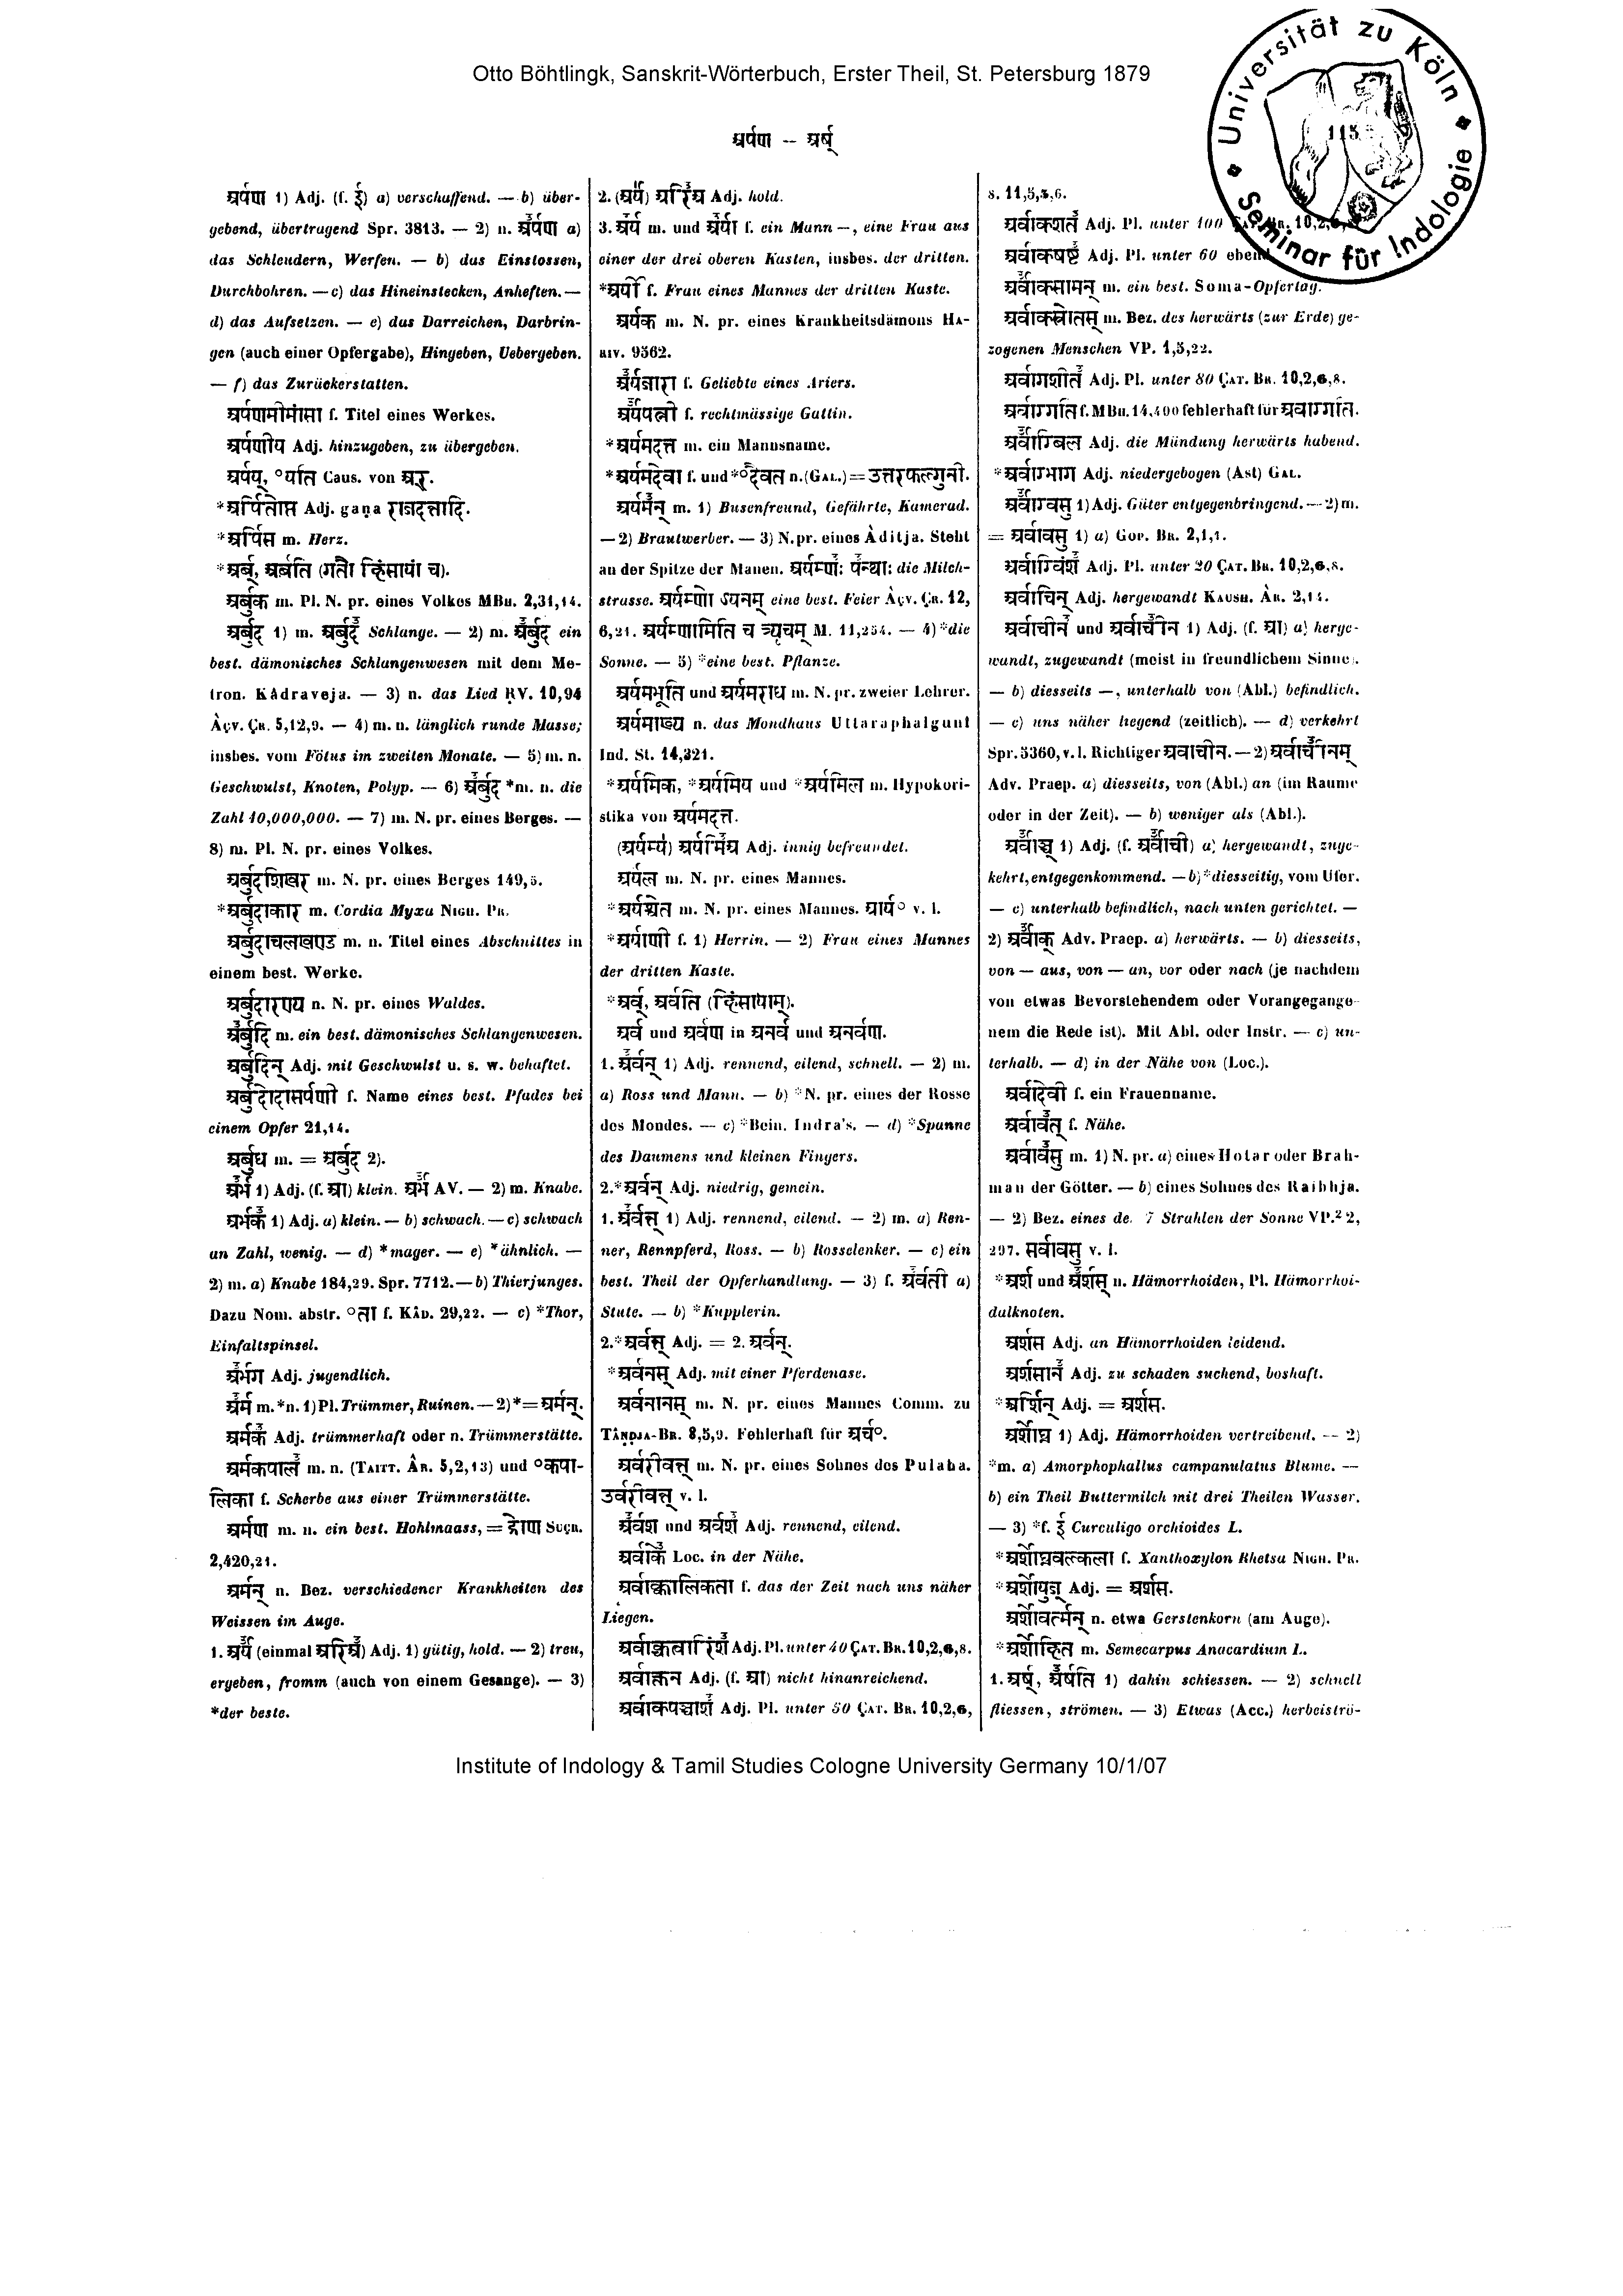 Otto Böhtlingk, Sanskrit-Wörterbuch, Erster Theil, St. Petersburg 1879
Universität zu Köln
Seminar für Indologie
115
अर्पण -- अर्ष्
अर्पण 1) Adj. (f. ई) a) verschaffend. — b) über-
gebend, übertragend Spr. 3813. — 2) n. अर्पण a)
das Schleudern, Werfen. — b) das Einstossen,
Durchbohren. — c) das Hineinstecken, Anheften. —
d) das Aufsetzen. — e) das Darreichen, Darbrin-
gen (auch einer Opfergabe), Hingeben, Uebergeben.
— f) das Zurückerstatten.
अर्पणमीमांसा f. Titel eines Werkes.
अर्पणीय Adj. hinzugeben, zu übergeben.
अर्पय्, °यति Caus. von अर्.
*अर्पितोप्त Adj. gaṇa राजदत्तादि.
*अर्पिस m. Herz.
*अर्ब्, अर्बति (गतौ हिंसायां च).
अर्बुक m. Pl. N. pr. eines Volkes MBH. 2,31,14.
अर्बुद 1) m. अर्बुद Schlange. — 2) m. अर्बुद ein
best. dämonisches Schlangenwesen mit dem Me-
tron. Kâdraveja. — 3) n. das Lied ṚV. 10,94
ÂÇV. ÇR. 5,12,9. — 4) m. n. länglich runde Masse;
insbes. vom Fötus im zweiten Monate. — 5) m. n.
Geschwulst, Knoten, Polyp. — 6) अर्बुद *m. n. die
Zahl 10,000,000. — 7) m. N. pr. eines Berges. —
8) m. Pl. N. pr. eines Volkes.
अर्बुदशिखर m. N. pr. eines Berges 149,5.
*अर्बुदाकार m. Cordia Myxa NIGH. PR.
अर्बुदाचलखण्ड m. n. Titel eines Abschnittes in
einem best. Werke.
अर्बुदारण्य n. N. pr. eines Waldes.
अर्बुदि m. ein best. dämonisches Schlangenwesen.
अर्बुदिन् Adj. mit Geschwulst u. s. w. behaftet.
अर्बुदोदासर्पणी f. Name eines best. Pfades bei
einem Opfer 21,14.
अर्बुध m. = अर्बुद 2).
अर्भ 1) Adj. (f. आ) klein. अर्भ AV. — 2) m. Knabe.
अर्भक 1) Adj. a) klein. — b) schwach. — c) schwach
an Zahl, wenig. — d) *mager. — e) *ähnlich. —
2) m. a) Knabe 184,29. Spr. 7712. — b) Thierjunges.
Dazu Nom. abstr. °ता f. KÂD. 29,22. — c) *Thor,
Einfaltspinsel.
अर्भग Adj. jugendlich.
अर्म m. *n. 1) Pl. Trümmer, Ruinen. — 2) * = अर्मन्.
अर्मक Adj. trümmerhaft oder n. Trümmerstätte.
अर्मकपाल m. n. (TAITT. ÂR. 5,2,13) und °कपा-
लिका f. Scherbe aus einer Trümmerstätte.
अर्मण m. n. ein best. Hohlmaass, = द्रोण SUÇR.
2,420,21.
अर्मन् n. Bez. verschiedener Krankheiten des
Weissen im Auge.
1. अर्य (einmal अरिअ) Adj. 1) gütig, hold. — 2) treu,
ergeben, fromm (auch von einem Gesange). — 3)
*der beste.
2. (अर्य) अरिअ Adj. hold.
3. अर्य m. und अर्या f. ein Mann —, eine Frau aus
einer der drei oberen Kasten, insbes. der dritten.
*अर्यी f. Frau eines Mannes der dritten Kaste.
अर्यक m. N. pr. eines Krankheitsdämons HA-
RIV. 9562.
अर्यजारा f. Geliebte eines Ariers.
अर्यपत्नी f. rechtmässige Gattin.
*अर्यमदत्त m. ein Mannsname.
*अर्यमदेवा f. und *°दैवत n. (GAL.) = उत्तरफल्गुनी.
अर्यमन् m. 1) Busenfreund, Gefährte, Kamerad.
— 2) Brautwerber. — 3) N. pr. eines Âditja. Steht
an der Spitze der Manen. अर्यम्णः पन्थाः die Milch-
strasse. अर्यम्णो ऽयनम् eine best. Feier ÂÇV. ÇR. 12,
6,21. अर्यम्णामिति च त्र्यृचम् M. 11,254. — 4) *die
Sonne. — 5) *eine best. Pflanze.
अर्यमभूति und अर्यमराध m. N. pr. zweier Lehrer.
अर्यमाख्य n. das Mondhaus Uttaraphalgunî
Ind. St. 14,321.
*अर्यमिक, *अर्यमिय und *अर्यमिल m. Hypokori-
stika von अर्यमदत्त.
(अर्यम्य) अर्यमिअ Adj. innig befreundet.
अर्यल m. N. pr. eines Mannes.
*अर्यश्वेत m. N. pr. eines Mannes. आर्य° v. l.
*अर्याणी f. 1) Herrin. — 2) Frau eines Mannes
der dritten Kaste.
*अर्व्, अर्वति (हिंसायाम्).
अर्व und अर्वण in अनर्व und अनर्वण.
1. अर्वन् 1) Adj. rennend, eilend, schnell. — 2) m.
a) Ross und Mann. — b) *N. pr. eines der Rosse
des Mondes. — c) *Bein. Indra's. — d) *Spanne
des Daumens und kleinen Fingers.
2. *अर्वन् Adj. niedrig, gemein.
1. अर्वत् 1) Adj. rennend, eilend. — 2) m. a) Ren-
ner, Rennpferd, Ross. — b) Rosselenker. — c) ein
best. Theil der Opferhandlung. — 3) f. अर्वती a)
Stute. — b) *Kupplerin.
2. *अर्वत् Adj. = 2. अर्वन्.
*अर्वनस् Adj. mit einer Pferdenase.
अर्वनानस् m. N. pr. eines Mannes Comm. zu
TÂṆḌJA-BR. 8,5,9. Fehlerhaft für अर्च°.
अर्वरीवत् m. N. pr. eines Sohnes des Pulaha.
उर्वरीवत् v. l.
अर्वश und अर्वश Adj. rennend, eilend.
अर्वाके Loc. in der Nähe.
अर्वाक्कालिकता f. das der Zeit nach uns näher
Liegen.
अर्वाक्चत्वारिंश Adj. Pl. unter 40 ÇAT. BR. 10,2,6,8.
अर्वाक्तन Adj. (f. आ) nicht hinanreichend.
अर्वाक्पञ्चाश Adj. Pl. unter 50 ÇAT. BR. 10,2,6,
8. 11,5,5,6.
अर्वाक्शत Adj. Pl. unter 100 10,2,6,
अर्वाक्षष्ट Adj. Pl. unter 60
अर्वाक्सामन् m. ein best. Soma-Opfertag.
अर्वाक्स्रोतस् m. Bez. des herwärts (zur Erde) ge-
zogenen Menschen VP. 1,5,22.
अर्वागशीत Adj. Pl. unter 80 ÇAT. BR. 10,2,6,8.
अर्वाग्गति f. MBH. 14,400 fehlerhaft für अवाग्गति.
अर्वाग्बिल Adj. die Mündung herwärts habend.
*अर्वाग्भाग Adj. niedergebogen (Ast) GAL.
अर्वाग्वसु 1) Adj. Güter entgegenbringend. — 2) m.
= अर्वावसु 1) a) GOP. BR. 2,1,1.
अर्वाग्विंश Adj. Pl. unter 20 ÇAT. BR. 10,2,6,8.
अर्वाचिन् Adj. hergewandt KAUSH. ÂR. 2,14.
अर्वाचीन und अर्वाचीन 1) Adj. (f. आ) a) herge-
wandt, zugewandt (meist in freundlichem Sinne).
— b) diesseits —, unterhalb von (Abl.) befindlich.
— c) uns näher liegend (zeitlich). — d) verkehrt
Spr. 5360, v. l. Richtiger अवाचीन. — 2) अर्वाचीनम्
Adv. Praep. a) diesseits, von (Abl.) an (im Raume
oder in der Zeit). — b) weniger als (Abl.).
अर्वाञ्च् 1) Adj. (f. अर्वाची) a) hergewandt, zuge-
kehrt, entgegenkommend. — b) *diesseitig, vom Ufer.
— c) unterhalb befindlich, nach unten gerichtet. —
2) अर्वाक् Adv. Praep. a) herwärts. — b) diesseits,
von — aus, von — an, vor oder nach (je nachdem
von etwas Bevorstehendem oder Vorangegange-
nem die Rede ist). Mit Abl. oder Instr. — c) un-
terhalb. — d) in der Nähe von (Loc.).
अर्वादेवी f. ein Frauenname.
अर्वावत् f. Nähe.
अर्वावसु m. 1) N. pr. a) eines Hotar oder Brah-
man der Götter. — b) eines Sohnes des Raibhja.
— 2) Bez. eines de. 7 Strahlen der Sonne VP.² 2,
297. सर्वावसु v. l.
*अर्श und अर्शस् n. Hämorrhoiden, Pl. Hämorrhoi-
dalknoten.
अर्शस Adj. an Hämorrhoiden leidend.
अर्शसान Adj. zu schaden suchend, boshaft.
*अर्शिन् Adj. = अर्शस.
अर्शोघ्न 1) Adj. Hämorrhoiden vertreibend. — 2)
*m. a) Amorphophallus campanulatus Blume. —
b) ein Theil Buttermilch mit drei Theilen Wasser.
— 3) *f. ई Curculigo orchioides L.
*अर्शोघ्नवल्कला f. Xanthoxylon Rhetsa NIGH. PR.
*अर्शोयुज् Adj. = अर्शस.
अर्शोवर्त्मन् n. etwa Gerstenkorn (am Auge).
*अर्शोहित m. Semecarpus Anacardium L.
1. अर्ष्, अर्षति 1) dahin schiessen. — 2) schnell
fliessen, strömen. — 3) Etwas (Acc.) herbeiströ-
Institute of Indology & Tamil Studies Cologne University Germany 10/1/07